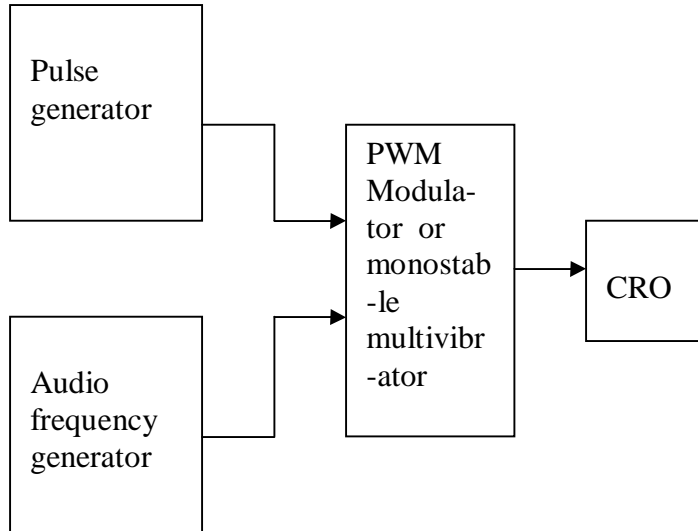 Pulse
generator
PWM
Modula-
tor or
monostab
-le
multivibr
-ator
CRO
Audio
frequency
generator